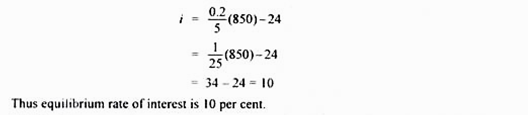 i = 0.2/5 (850) – 24
= 1/25 (850) – 24
= 34 – 24 = 10
Thus equilibrium rate of interest is 10 per cent.